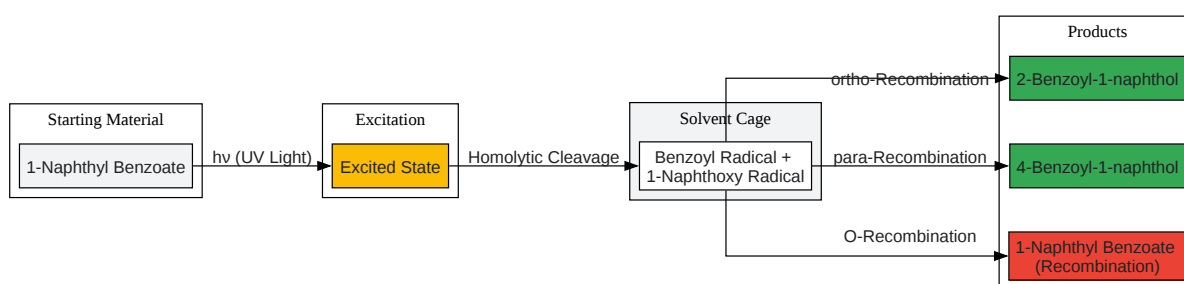 Products
ortho-Recombination
2-Benzoyl-1-naphthol
Starting Material
Excitation
Solvent Cage
1-Naphthyl Benzoate
hν (UV Light)
Excited State
Homolytic Cleavage
Benzoyl Radical +
1-Naphthoxy Radical
para-Recombination
4-Benzoyl-1-naphthol
O-Recombination
1-Naphthyl Benzoate
(Recombination)